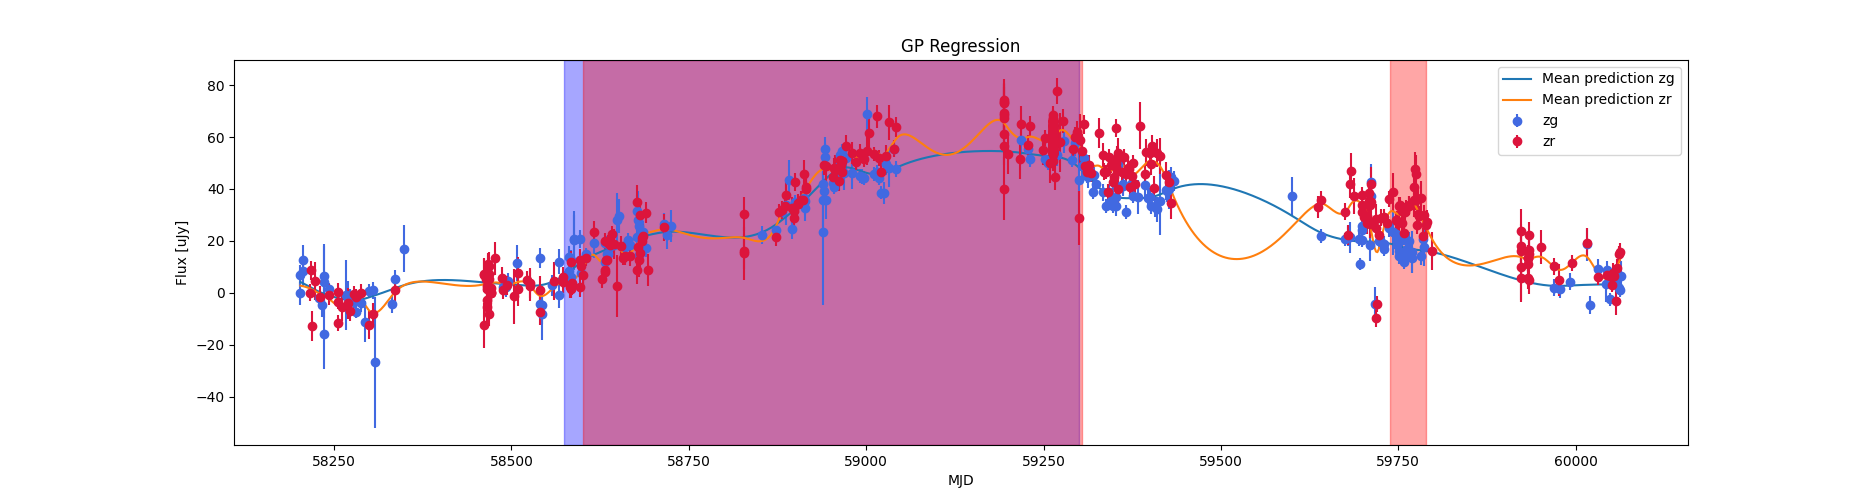 GP Regression
Flux [uJy]
80
60
40
20
0
−20
−40
58250 58500 58750 59000 59250 59500 59750 60000
MJD
Mean prediction zg
Mean prediction zr
zg
zr